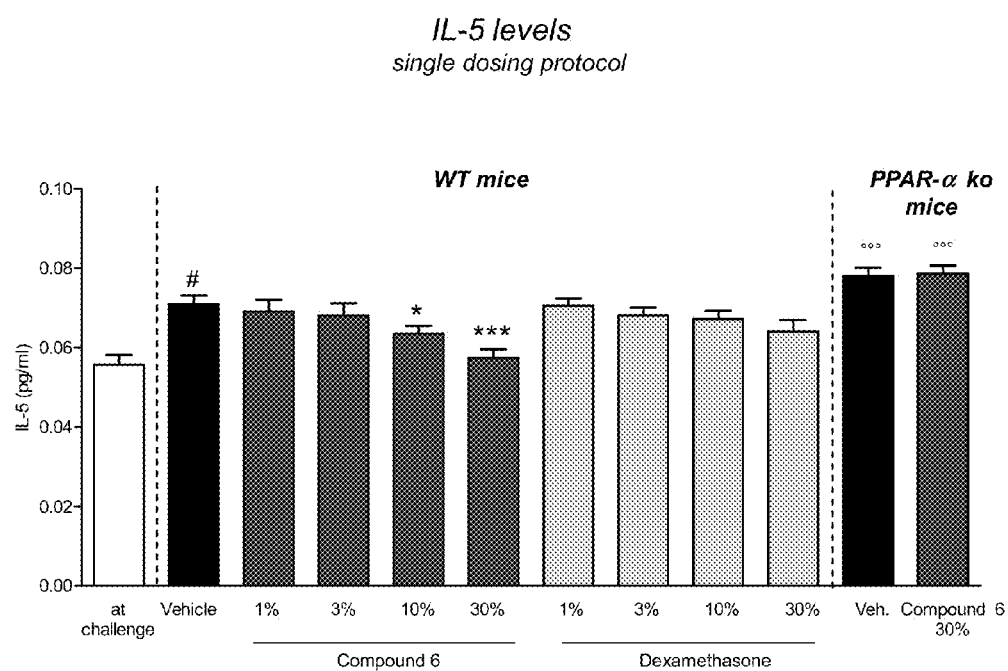 IL-5 levels
single dosing protocol
WT mice
PPAR-α ko
mice
IL-5 (pg/ml)
0.10
0.08
0.06
0.04
0.02
0.00
#
*
***
°°°
°°°
at
challenge
Vehicle
1%
3%
10%
30%
1%
3%
10%
30%
Veh.
Compound 6
30%
Compound 6
Dexamethasone